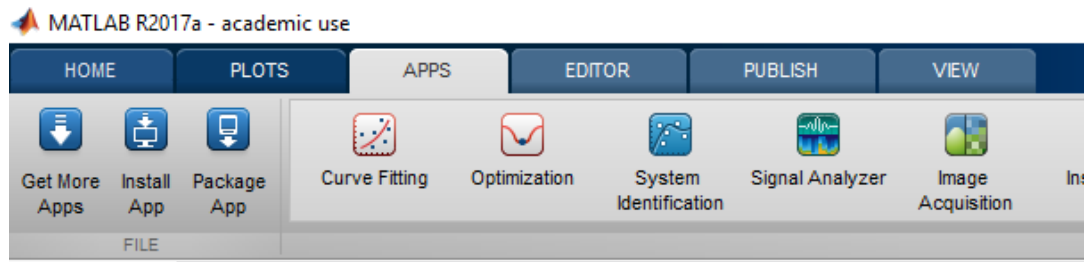 MATLAB R2017a - academic use
HOME PLOTS APPS EDITOR PUBLISH VIEW
Get More Apps
Install App
Package App
Curve Fitting
Optimization
System Identification
Signal Analyzer
Image Acquisition
FILE